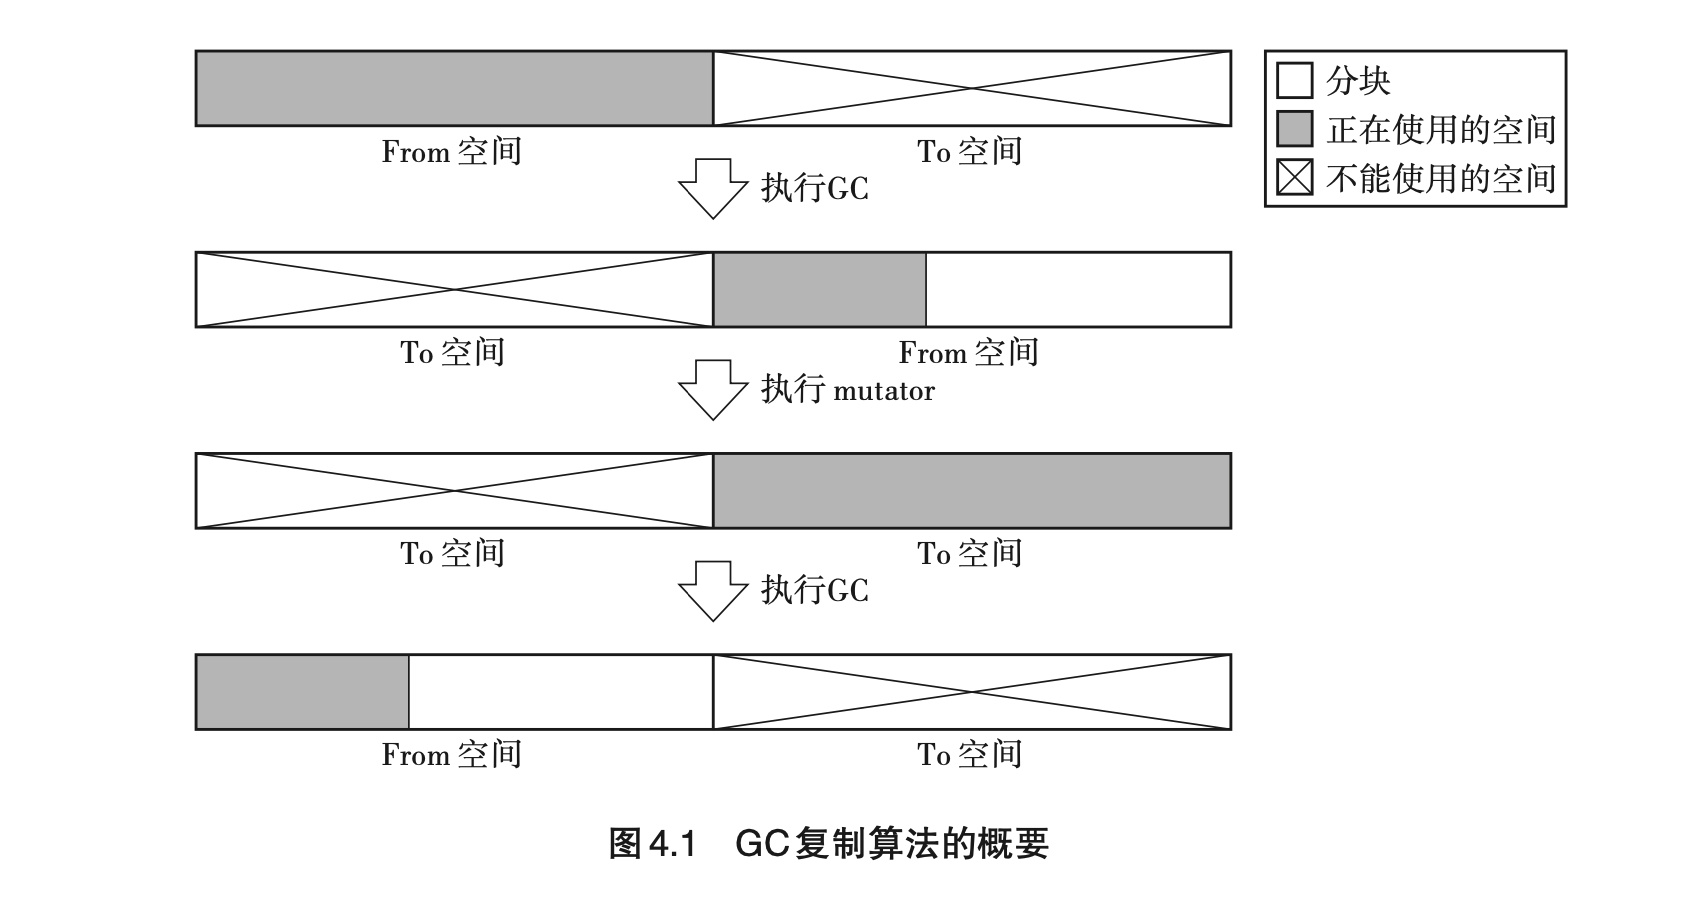 分块
正在使用的空间
不能使用的空间
From 空间
To 空间
执行GC
To 空间
From 空间
执行 mutator
To 空间
To 空间
执行GC
From 空间
To 空间
图 4.1 GC复制算法的概要